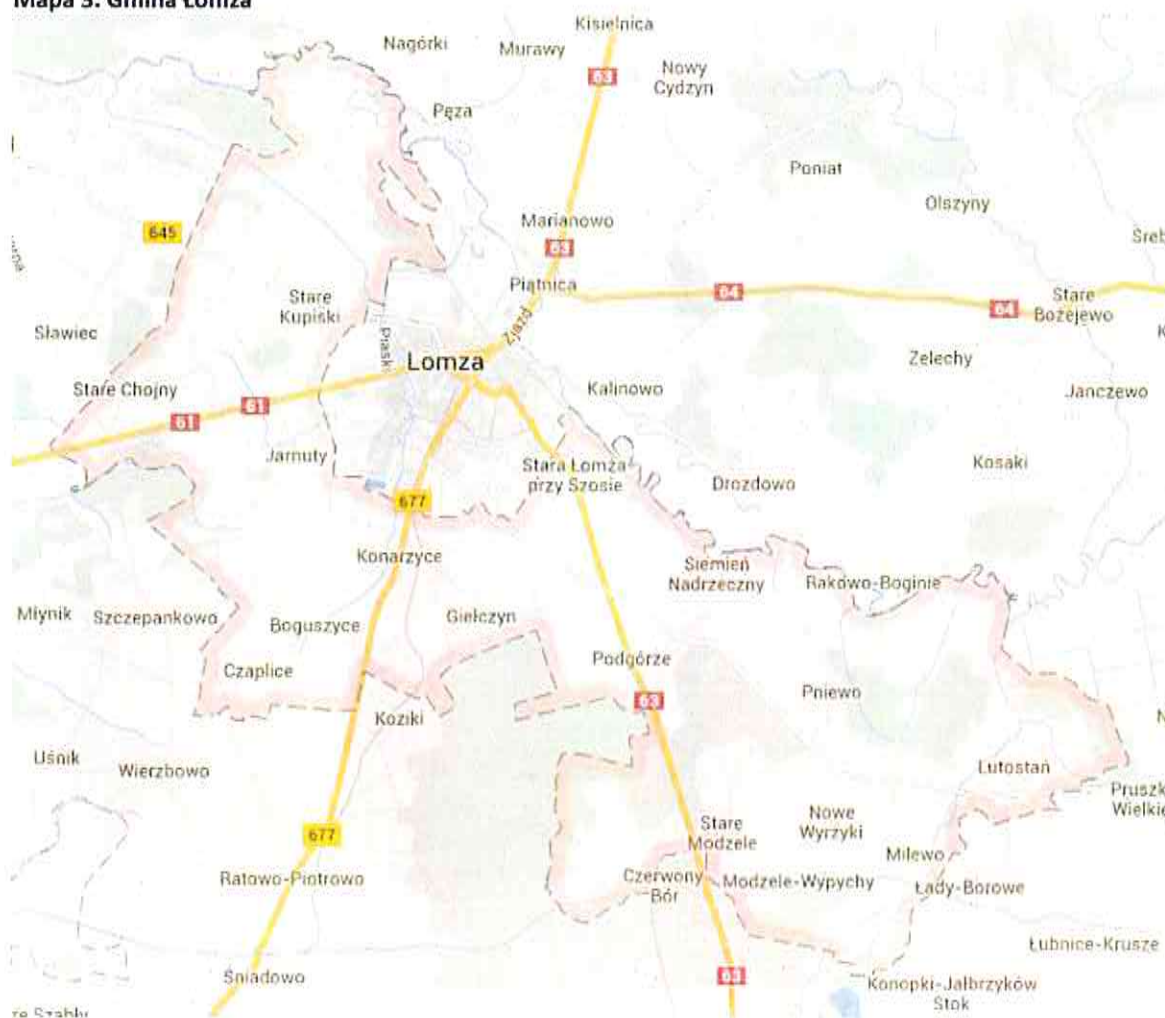 Mapa 3. Gmina Łomża
Kisielnica
Nagórki
Murawy
63
Nowy
Cydzyn
Pęza
Poniat
Olszyny
Marianowo
645
63
Piątnica
64
Stare
Kupiski
Stare
Bożejewo
64
Zjazd
Sławiec
Piaski
Łomża
Zelechy
Stare Chojny
Kalinowo
Janczewo
61
61
Jarnuty
Stara Łomża
przy Szosie
Kosaki
Drozdowo
677
Konarzyce
Siemień
Nadrzeczny
Rakowo-Boginie
Młynik
Szczepankowo
Boguszyce
Giełczyn
Czaplice
Podgórze
Pniewo
63
Koziki
Uśnik
Wierzbowo
Lutostań
Nowe
Wyrzyki
Stare
Modzele
677
Milewo
Ratowo-Piotrowo
Czerwony
Bór
Modzele-Wypychy
Łady-Borowe
Łubnice-Krusze
Śniadowo
63
Konopki-Jałbrzyków
Stok